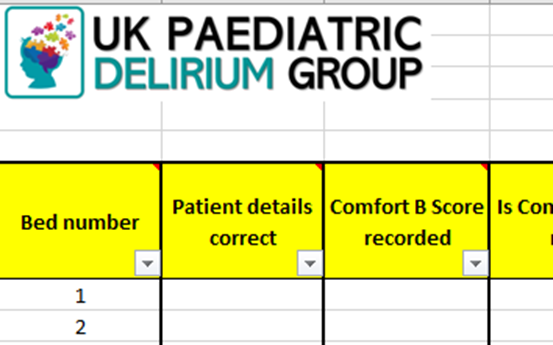 UK PAEDIATRIC
DELIRIUM GROUP
Bed number
Patient details
correct
Comfort B Score
recorded
Is Con
1
2